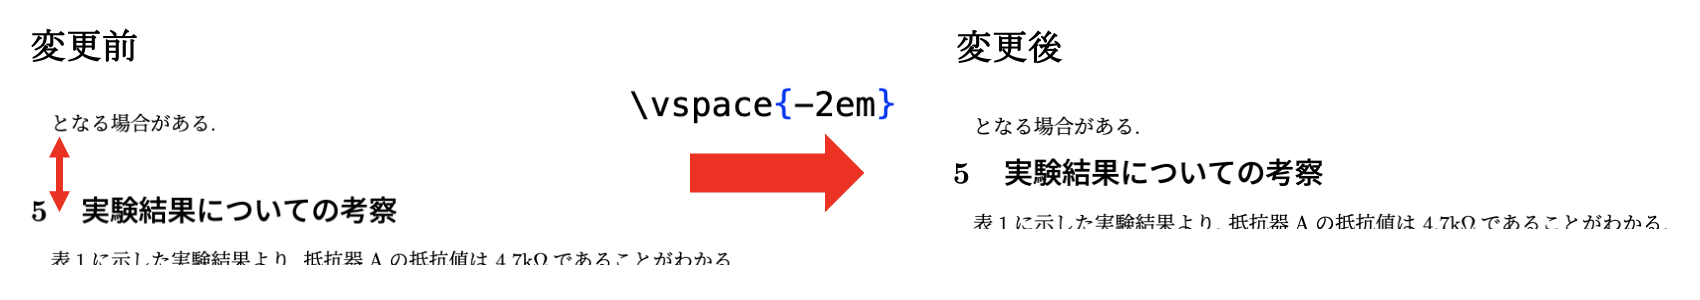 変更前
となる場合がある.
5 実験結果についての考察
表 1 に示した実験結果より, 抵抗器 A の抵抗値は 4.7kΩ であることがわかる
\vspace{-2em}
変更後
となる場合がある.
5 実験結果についての考察
表 1 に示した実験結果より, 抵抗器 A の抵抗値は 4.7kΩ であることがわかる.